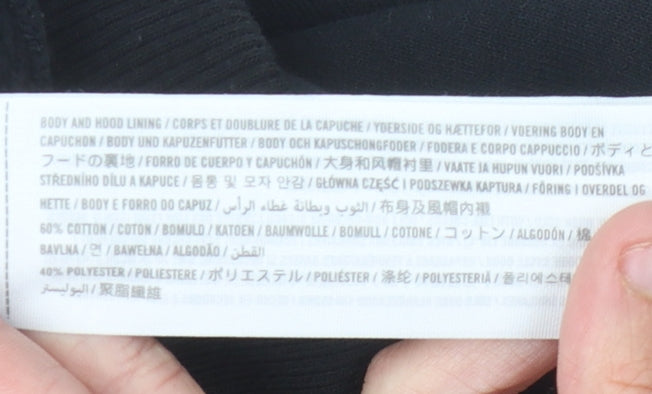 BODY AND HOOD LINING / CORPS ET DOUBLURE DE LA CAPUCHE / YDERSIDE OG HÆTTEFOR / VOERING BODY EN
CAPUCHON / BODY UND KAPUZENFUTTER / BODY OCH KAPUSCHONGFODER / FODERA E CORPO CAPPUCCIO / ボディと
フードの裏地 / FORRO DE CUERPO Y CAPUCHÓN / 大身和风帽衬里 / VAATE JA HUPUN VUORI / PODŠÍVKA
STŘEDNÍHO DÍLU A KAPUCE / 몸통 및 모자 안감 / GŁÓWNA CZĘŚĆ I PODSZEWKA KAPTURA / FÔRING I OVERDEL OG
HETTE / BODY E FORRO DO CAPUZ / الثوب وبطانة غطاء الرأس / 布身及風帽內襯
60% COTTON / COTON / BOMULD / KATOEN / BAUMWOLLE / BOMULL / COTONE / コットン / ALGODÓN / 棉
BAVLNA / 면 / BAWEŁNA / ALGODÃO / القطن
40% POLYESTER / POLIESTERE / ポリエステル / POLIÉSTER / 涤纶 / POLYESTERIÄ / 폴리에스테
البوليستر / 聚脂纖維